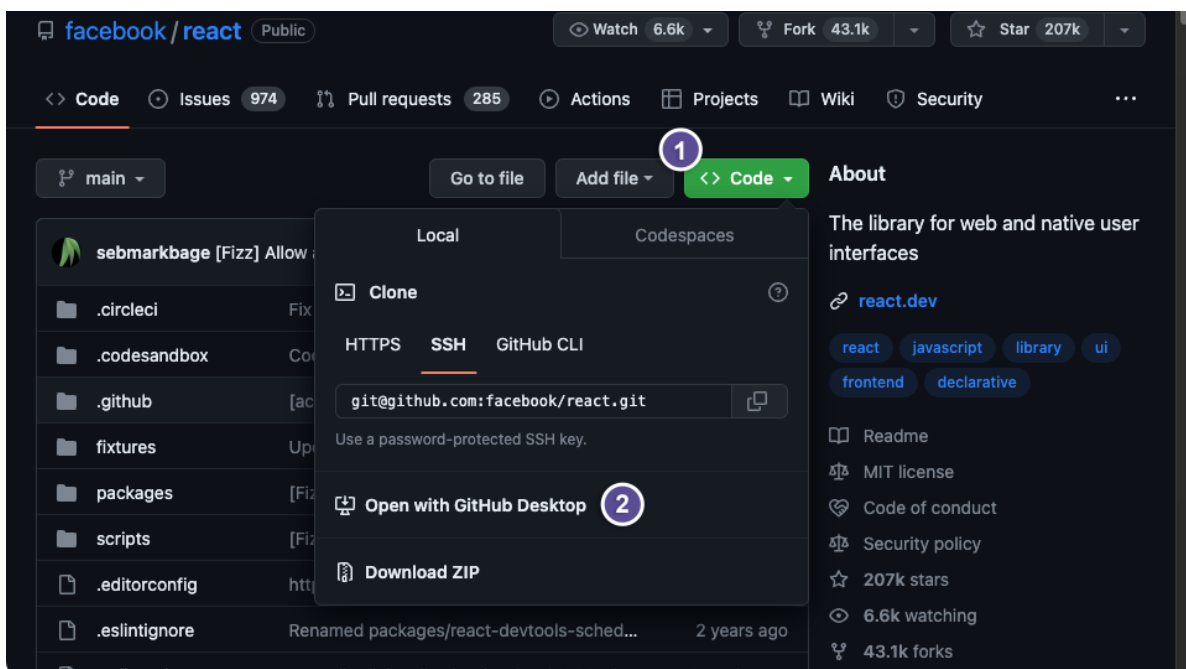 facebook / react Public
Watch 6.6k
Fork 43.1k
Star 207k
Code
Issues 974
Pull requests 285
Actions
Projects
Wiki
Security
...
1
main
Go to file
Add file
<> Code
Local
Codespaces
Clone
HTTPS SSH GitHub CLI
git@github.com:facebook/react.git
Use a password-protected SSH key.
Open with GitHub Desktop 2
Download ZIP
sebmarkbage [Fizz] Allow
.circleci Fix
.codesandbox
.github [ac
fixtures
packages
scripts
.editorconfig
.eslintignore Renamed packages/react-devtools-sched... 2 years ago
About
The library for web and native user
interfaces
react.dev
react javascript library ui
frontend declarative
Readme
MIT license
Code of conduct
Security policy
207k stars
6.6k watching
43.1k forks